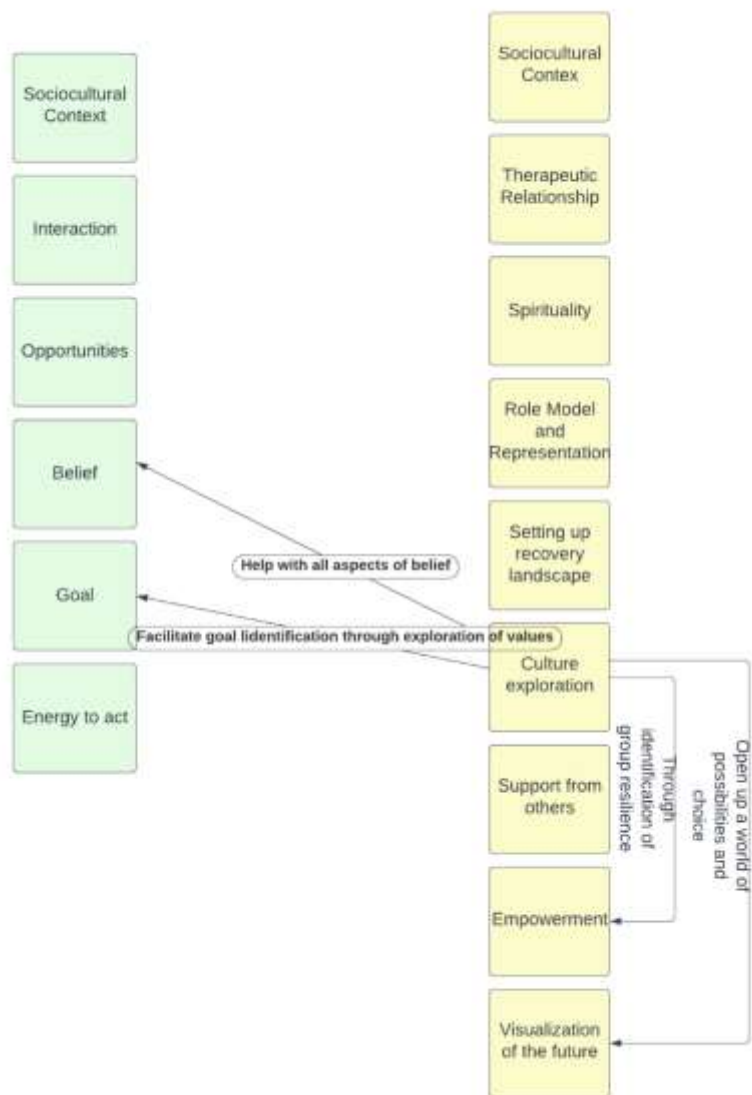 Sociocultural
Context
Interaction
Opportunities
Belief
Goal
Energy to act
Sociocultural
Contex
Therapeutic
Relationship
Spirituality
Role Model
and
Representation
Setting up
recovery
landscape
Culture
exploration
Support from
others
Empowerment
Visualization
of the future
Help with all aspects of belief
Facilitate goal lidentification through exploration of values
Through
identification of
group resilience
Open up a world of
possibilities and
choice